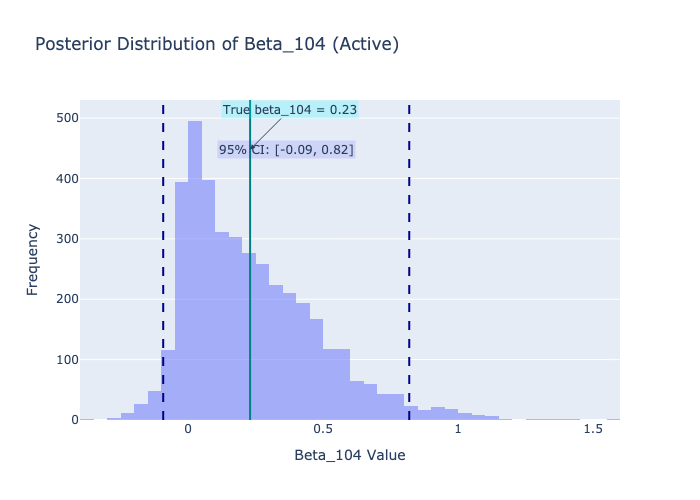 Posterior Distribution of Beta_104 (Active)
True beta_104 = 0.23
95% CI: [-0.09, 0.82]
500
400
300
200
100
0
Frequency
0 0.5 1 1.5
Beta_104 Value